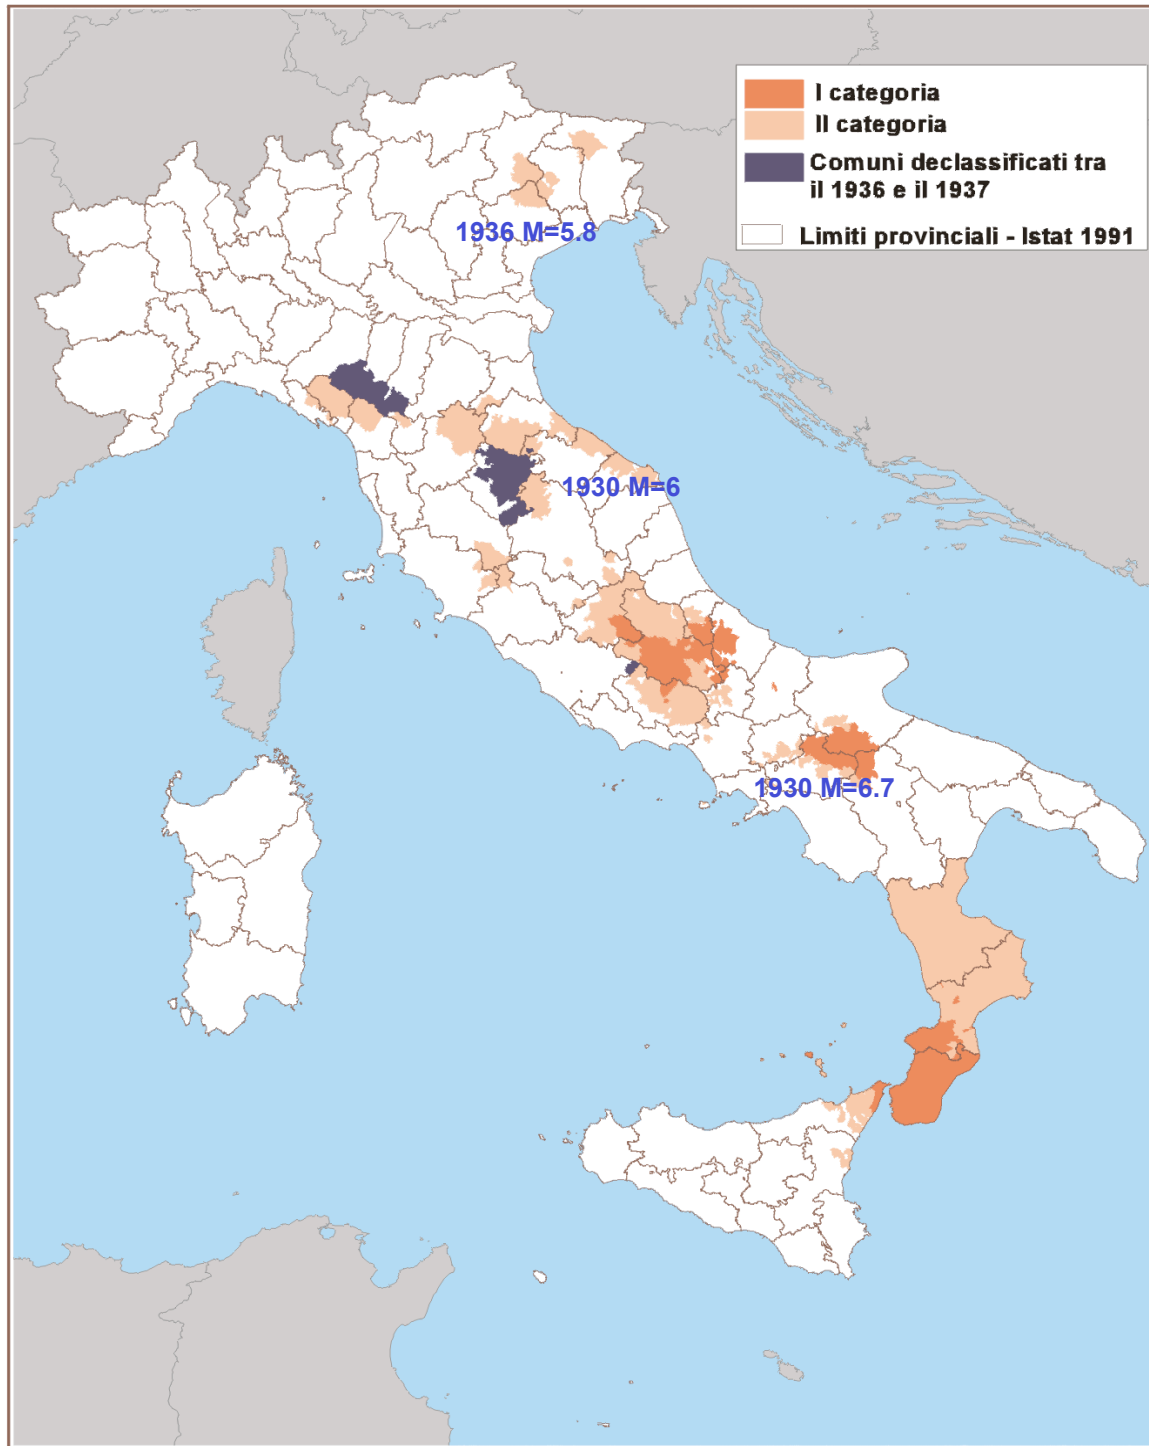 I categoria
II categoria
Comuni declassificati tra
il 1936 e il 1937
Limiti provinciali - Istat 1991
1936 M=5.8
1930 M=6
1930 M=6.7